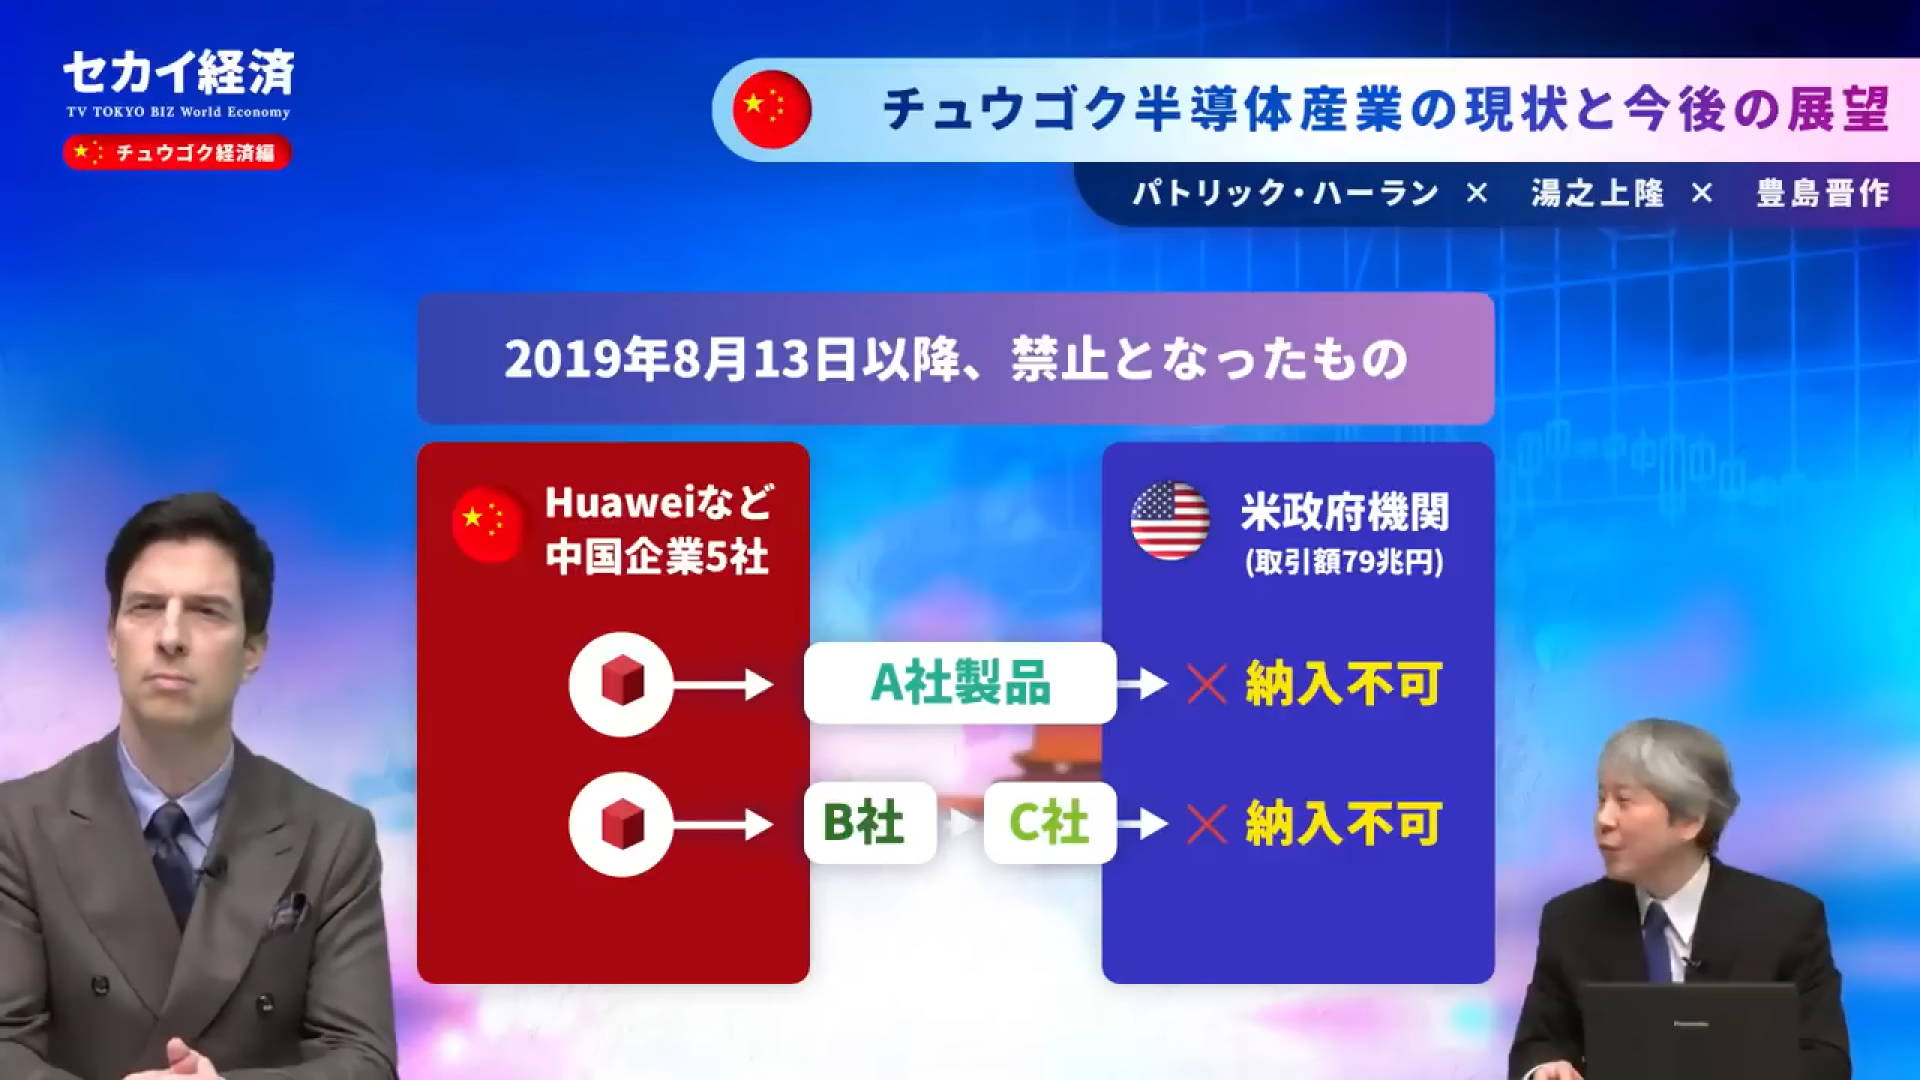 セカイ経済
TV TOKYO BIZ World Economy
チュウゴク経済編
チュウゴク半導体産業の現状と今後の展望
パトリック・ハーラン × 湯之上隆 × 豊島晋作
2019年8月13日以降、禁止となったもの
Huaweiなど
中国企業5社
米政府機関
(取引額79兆円)
A社製品
納入不可
B社
C社
納入不可
Panasonic